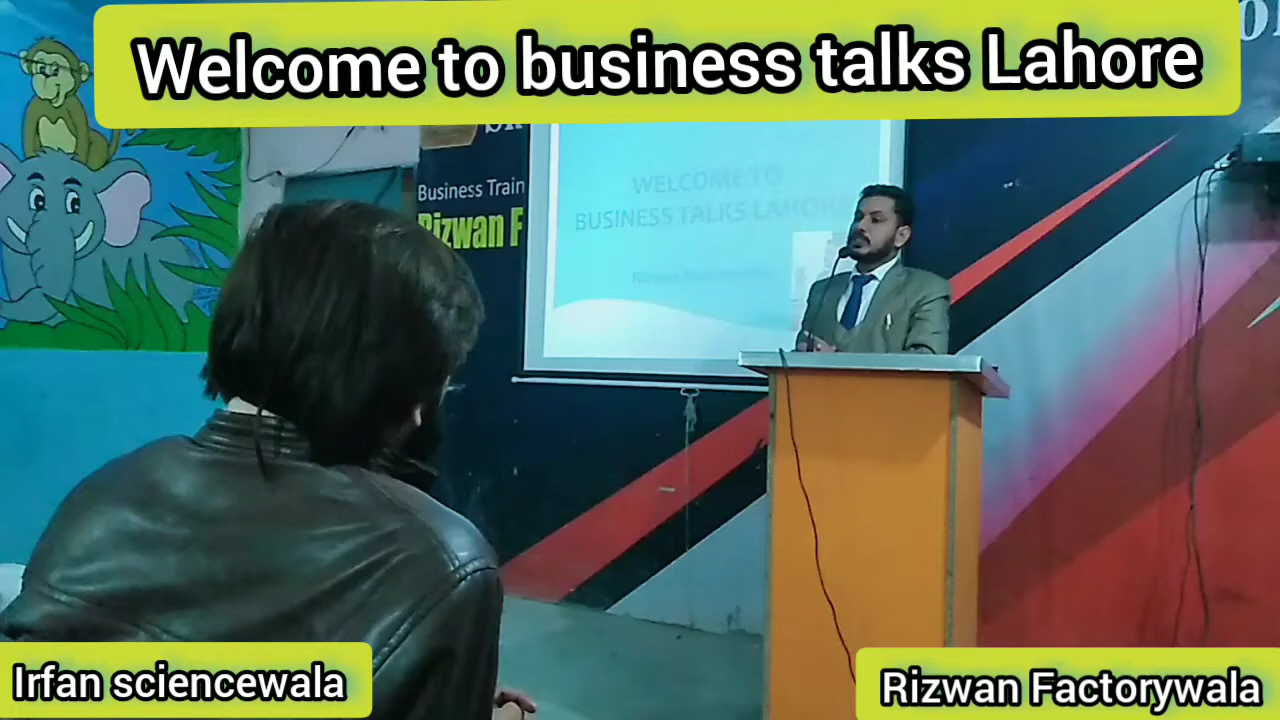 Welcome to business talks Lahore
Business Train
Rizwan F
WELCOME TO
BUSINESS TALKS LAHORE
Irfan sciencewala
Rizwan Factorywala